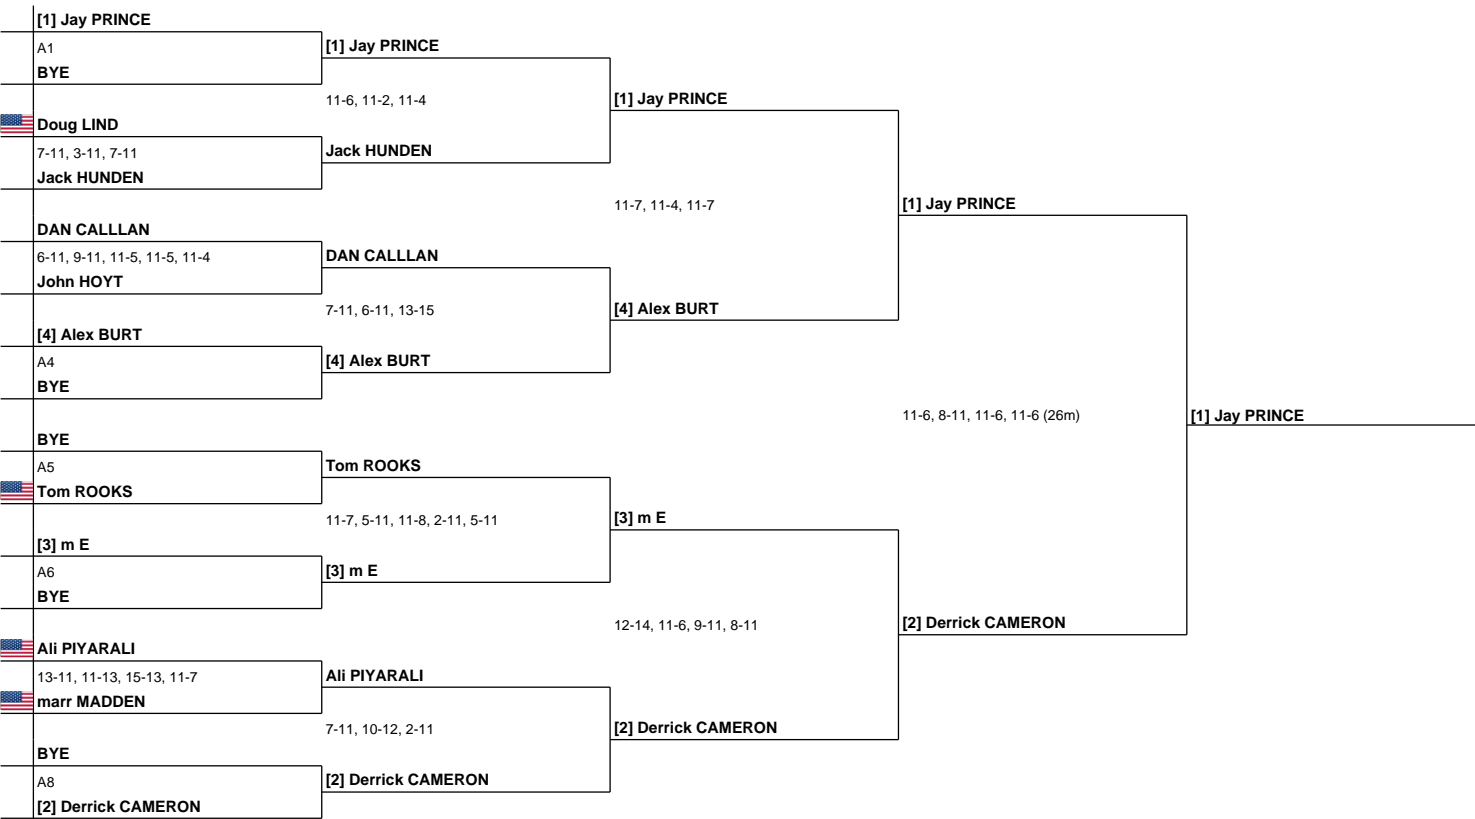 [1] Jay PRINCE
A1
BYE
[1] Jay PRINCE
11-6, 11-2, 11-4
Doug LIND
7-11, 3-11, 7-11
Jack HUNDEN
Jack HUNDEN
[1] Jay PRINCE
11-7, 11-4, 11-7
DAN CALLLAN
6-11, 9-11, 11-5, 11-5, 11-4
John HOYT
DAN CALLLAN
7-11, 6-11, 13-15
[4] Alex BURT
A4
BYE
[4] Alex BURT
[4] Alex BURT
[1] Jay PRINCE
11-6, 8-11, 11-6, 11-6 (26m)
[1] Jay PRINCE
BYE
A5
Tom ROOKS
Tom ROOKS
11-7, 5-11, 11-8, 2-11, 5-11
[3] m E
A6
BYE
[3] m E
[3] m E
12-14, 11-6, 9-11, 8-11
Ali PIYARALI
13-11, 11-13, 15-13, 11-7
marr MADDEN
Ali PIYARALI
7-11, 10-12, 2-11
BYE
A8
[2] Derrick CAMERON
[2] Derrick CAMERON
[2] Derrick CAMERON
[2] Derrick CAMERON